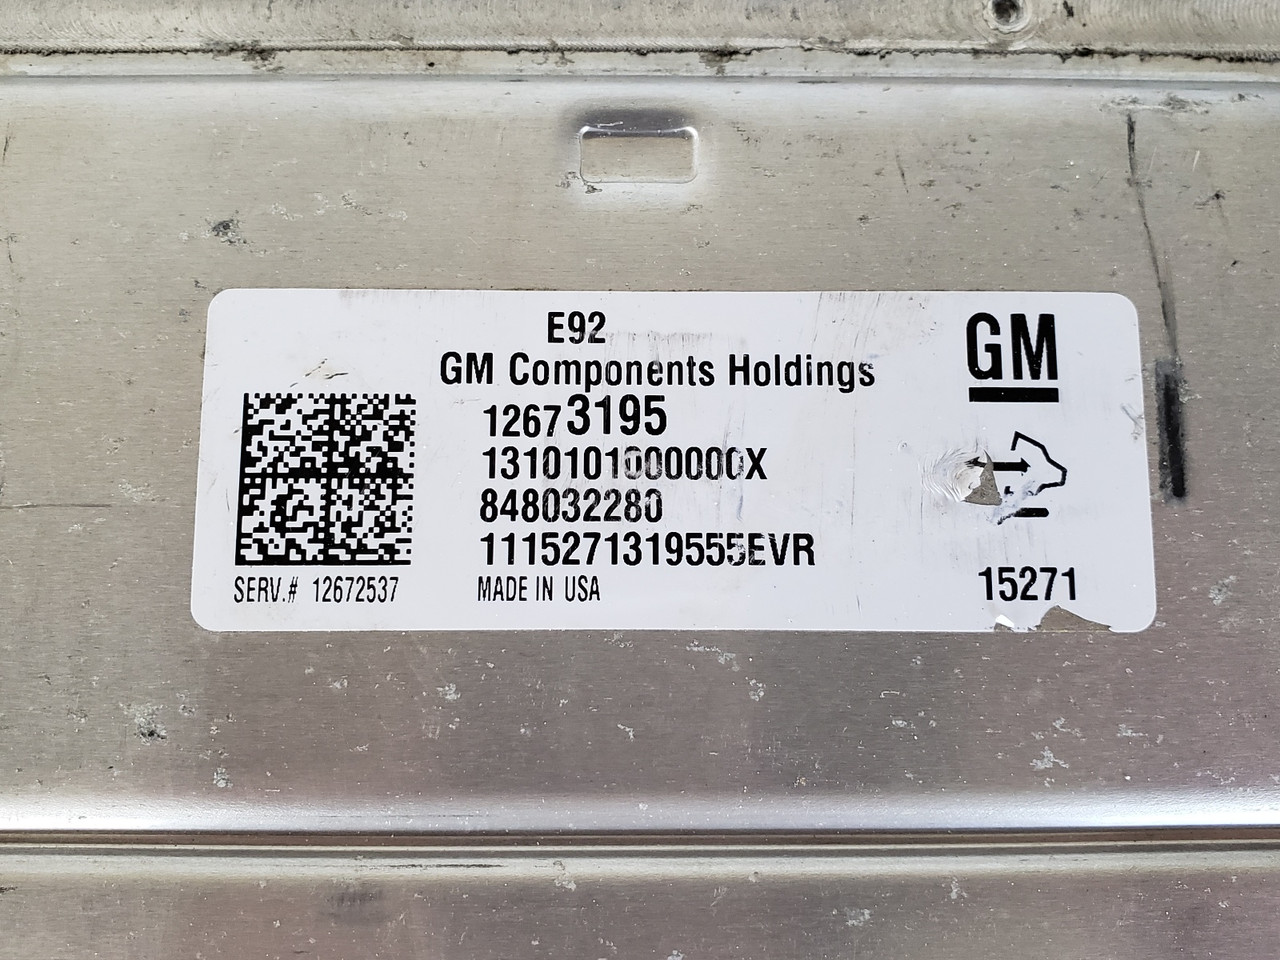 E92
GM Components Holdings
GM
12673195
1310101000000X
848032280
1115271319555EVR
SERV.# 12672537
MADE IN USA
15271